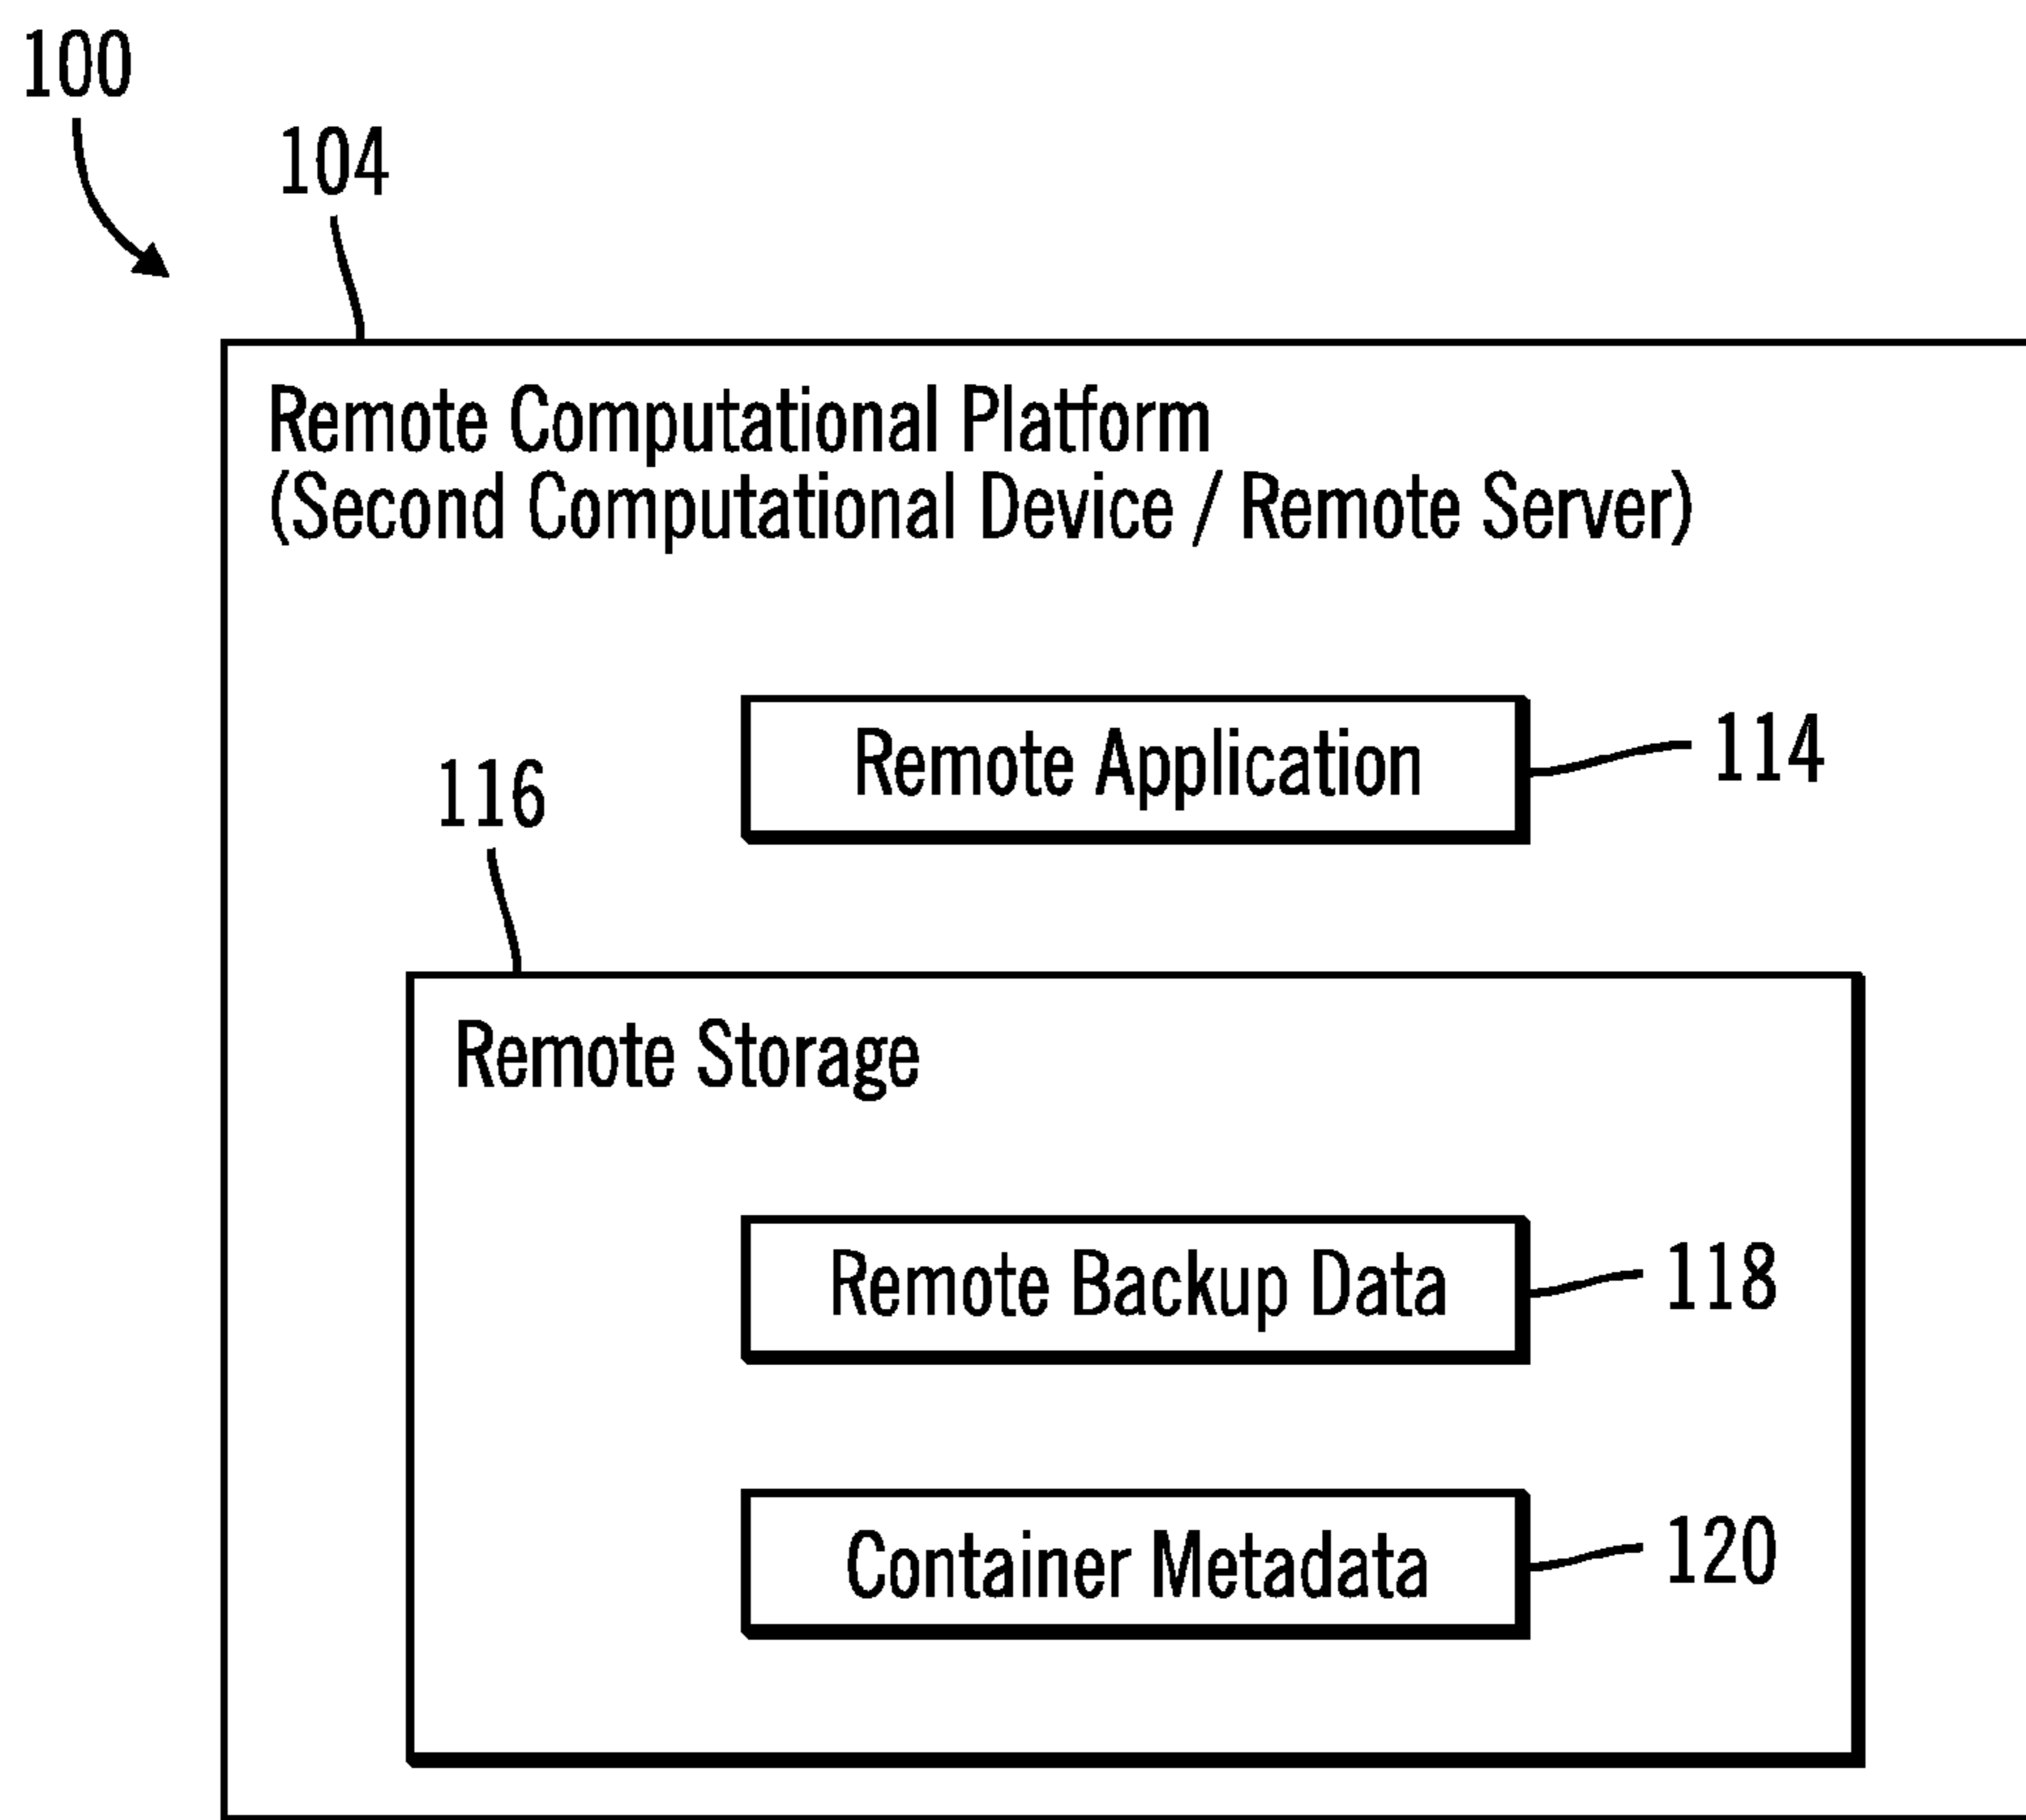 100
104
Remote Computational Platform
(Second Computational Device / Remote Server)
Remote Application
114
116
Remote Storage
Remote Backup Data
118
Container Metadata
120